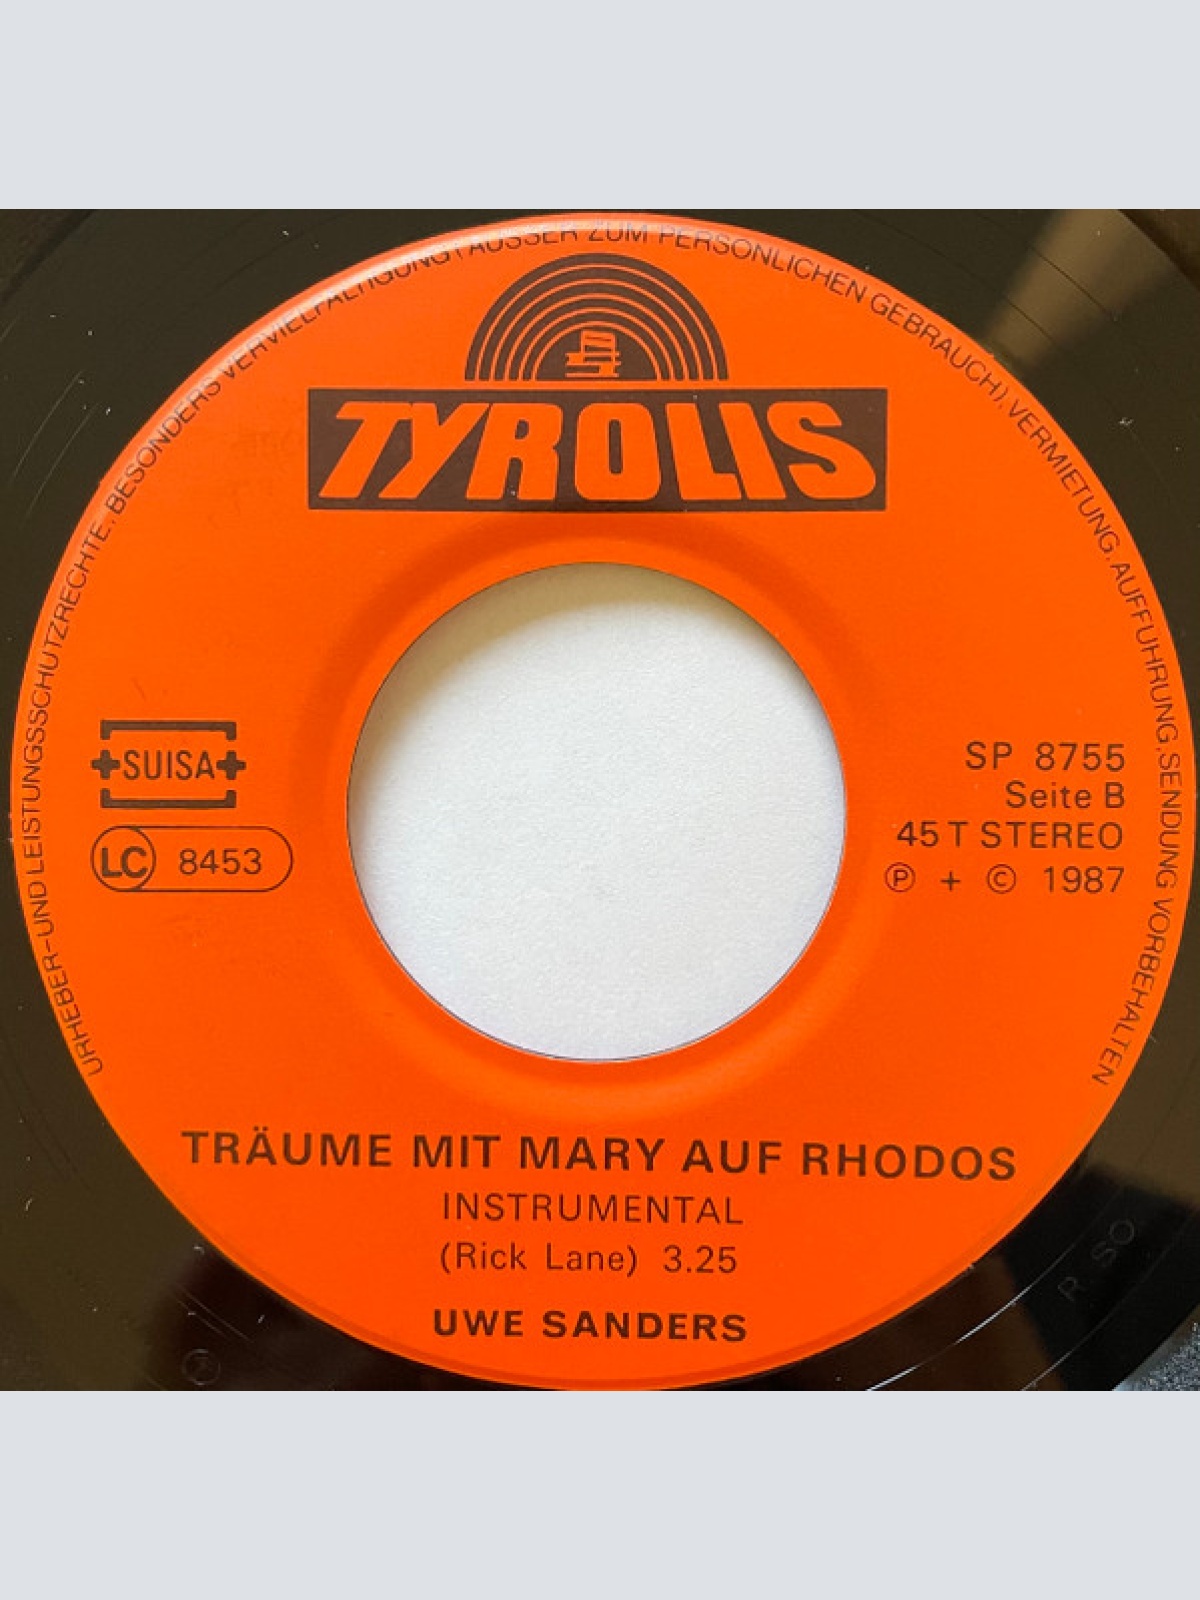 URHEBER-UND LEISTUNGSSCHUTZRECHTE, BESONDERS VERVIELFÄLTIGUNG (AUSSER ZUM PERSÖNLICHEN GEBRAUCH), VERMIETUNG, AUFFÜHRUNG, SENDUNG VORBEHALTEN
TYROLIS
SUISA
LC 8453
SP 8755
Seite B
45 T STEREO
Ⓟ + © 1987
TRÄUME MIT MARY AUF RHODOS
INSTRUMENTAL
(Rick Lane) 3.25
UWE SANDERS